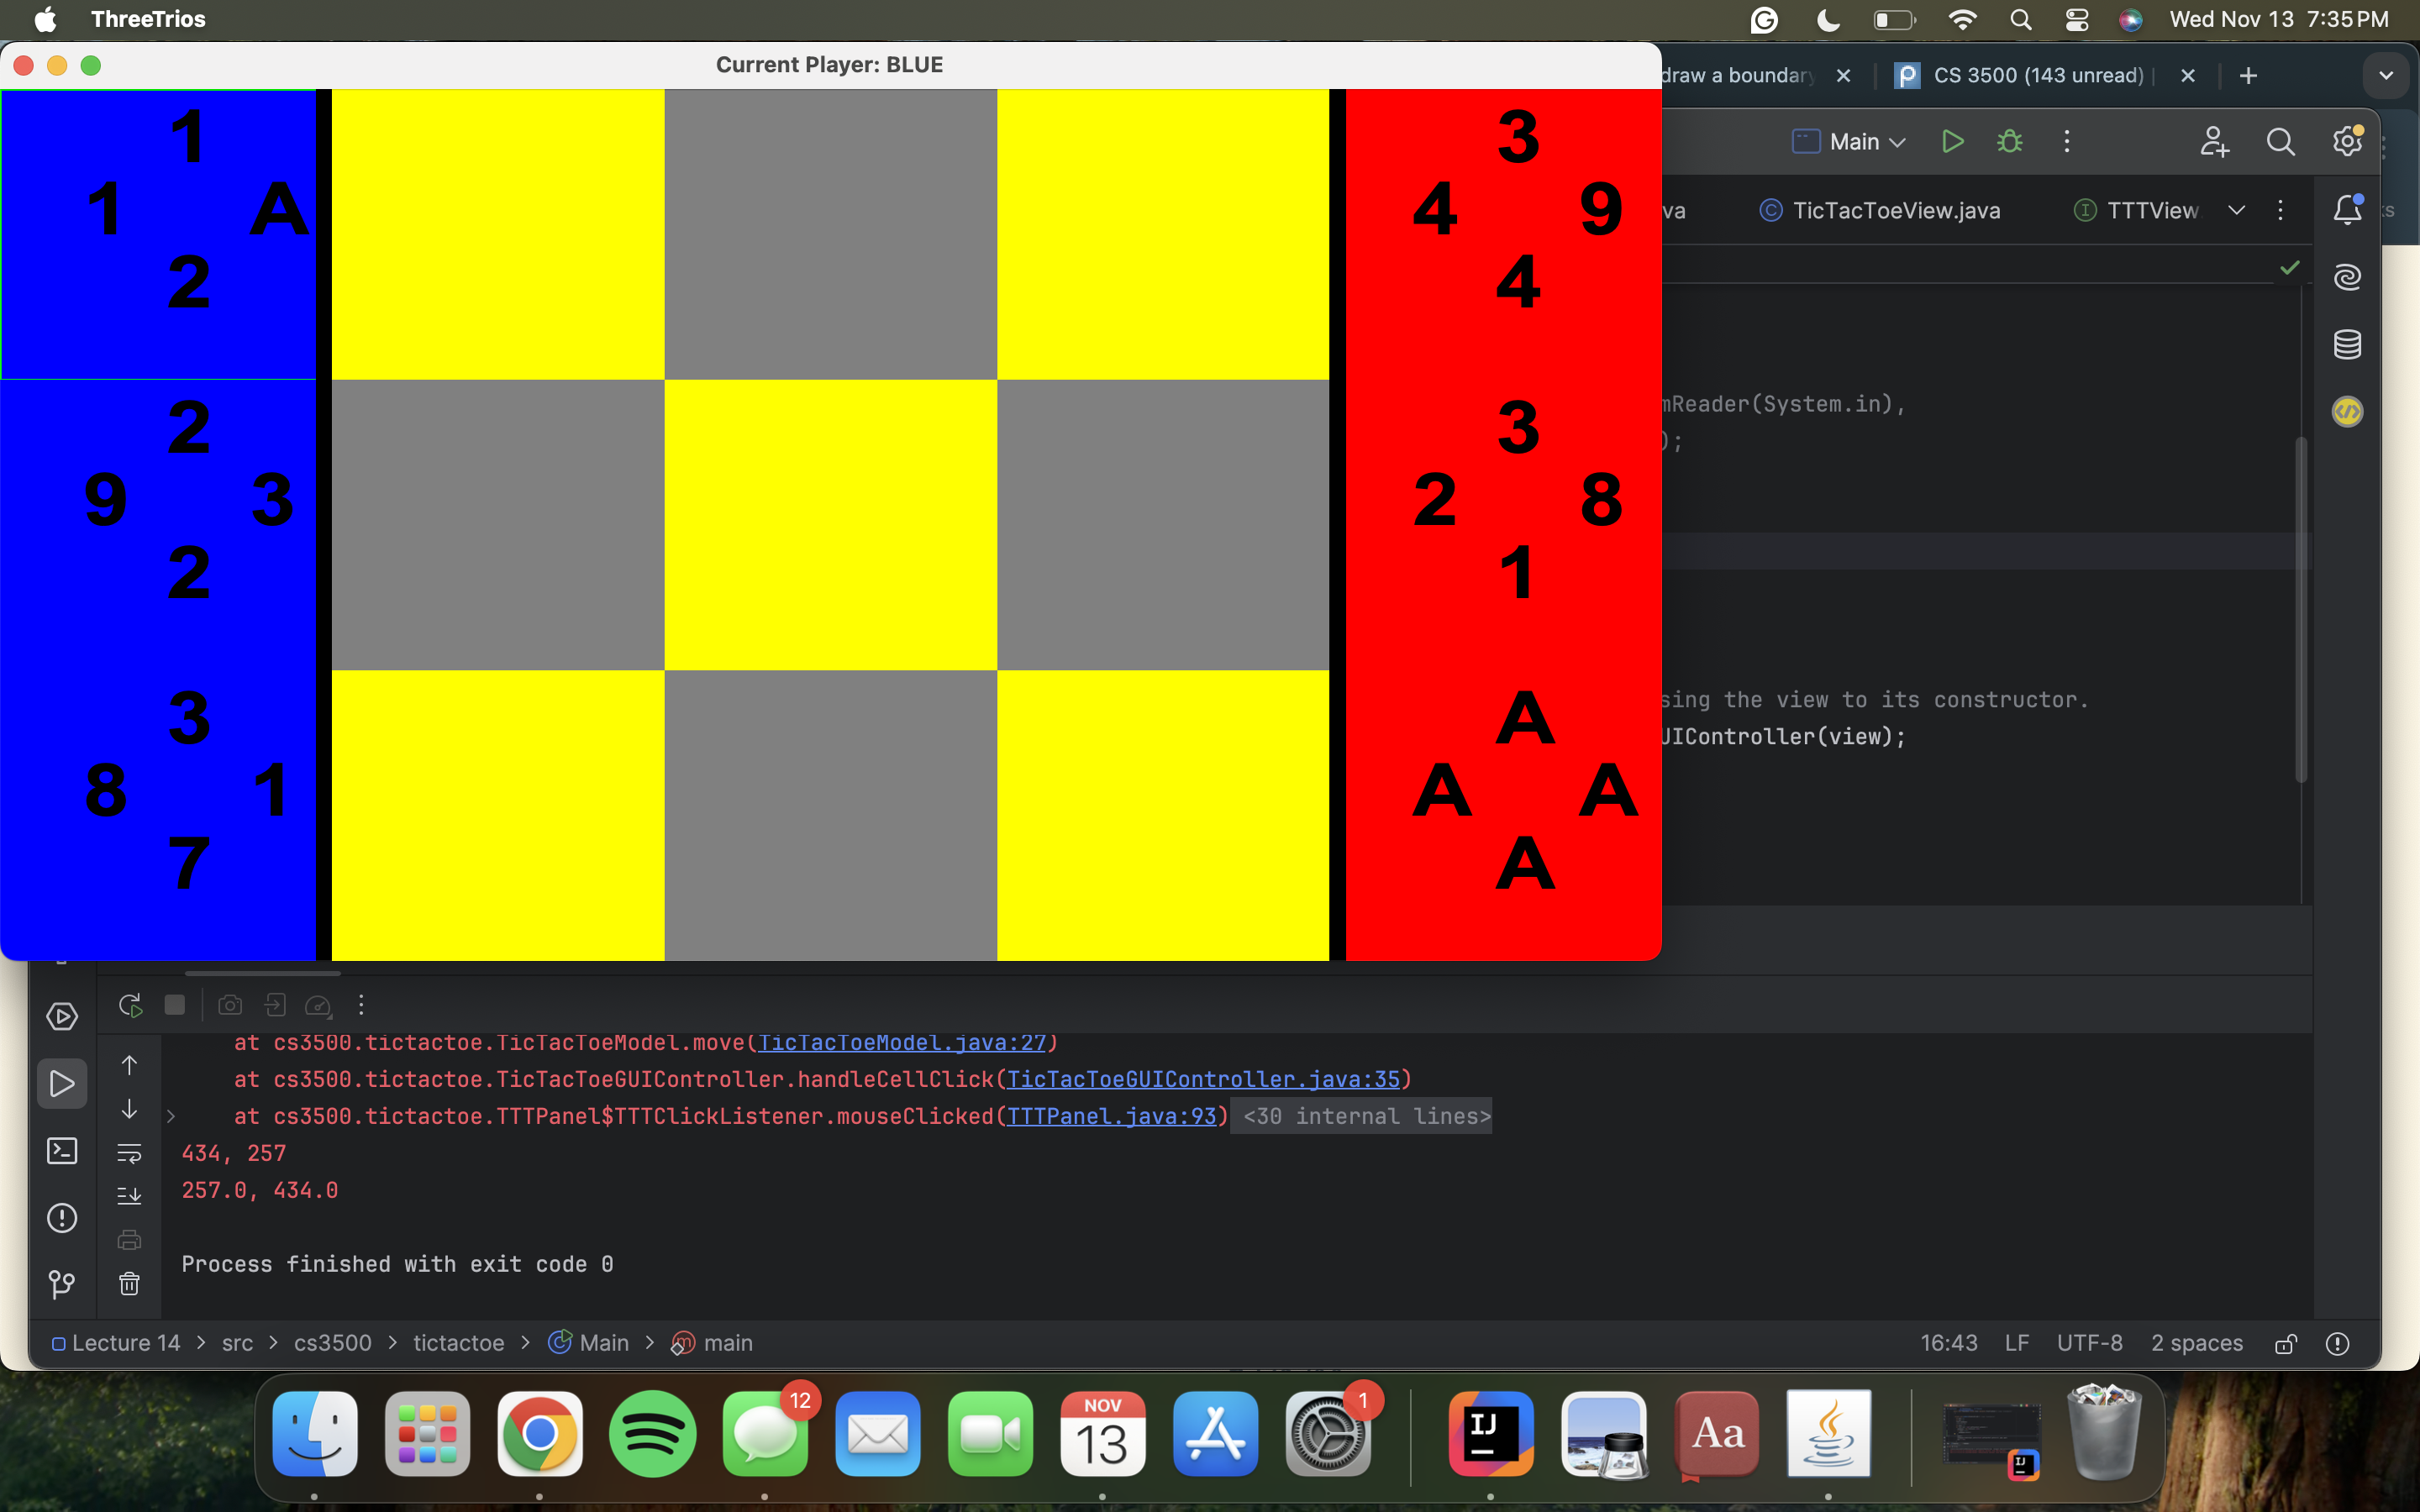 ThreeTrios
Wed Nov 13 7:35 PM
Current Player: BLUE
draw a boundary
CS 3500 (143 unread) |
Main
va
TicTacToeView.java
TTTView
1
1 A
2
2
9 3
2
3
8 1
7
3
4 9
4
3
2 8
1
A
A A
A
mReader(System.in),
);
sing the view to its constructor.
UIController(view);
at cs3500.tictactoe.TicTacToeModel.move(TicTacToeModel.java:27)
at cs3500.tictactoe.TicTacToeGUIController.handleCellClick(TicTacToeGUIController.java:35)
at cs3500.tictactoe.TTTPanel$TTTClickListener.mouseClicked(TTTPanel.java:93) <30 internal lines>
434, 257
257.0, 434.0
Process finished with exit code 0
Lecture 14 > src > cs3500 > tictactoe > Main > main
16:43 LF UTF-8 2 spaces
12
NOV
13
1
IJ
Aa